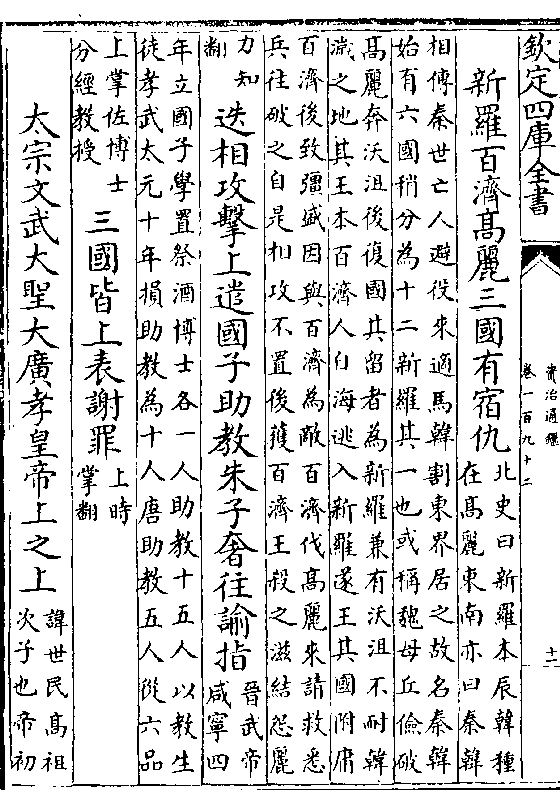 欽定四庫全書
資治通鑑
卷一百九十二
十二
新羅百濟髙麗三國有宿仇
北史曰新羅本辰韓種
在髙麗東南亦曰秦韓
相傳秦世亡人避役來適馬韓割東界居之故名秦韓
始有六國稍分為十二新羅其一也或稱魏毋丘儉破
髙麗奔沃沮後復國其留者為新羅兼有沃沮不耐韓
濊之地其王本百濟人自海逃入新羅遂王其國附庸
百濟後致彊盛因與百濟為敵百濟伐髙麗來請救悉
兵往破之自是相攻不置後獲百濟王殺之滋結怨麗
力知
翻
迭相攻擊上遣國子助教朱子奢往諭指
晉武帝
咸寧四
年立國子學置祭酒博士各一人助教十五人以教生
徒孝武太元十年損助教為十人唐助教五人從六品
上掌佐博士
分經教授
三國皆上表謝罪
上時
掌翻
太宗文武大聖大廣孝皇帝上之上
諱世民髙祖
次子也帝初